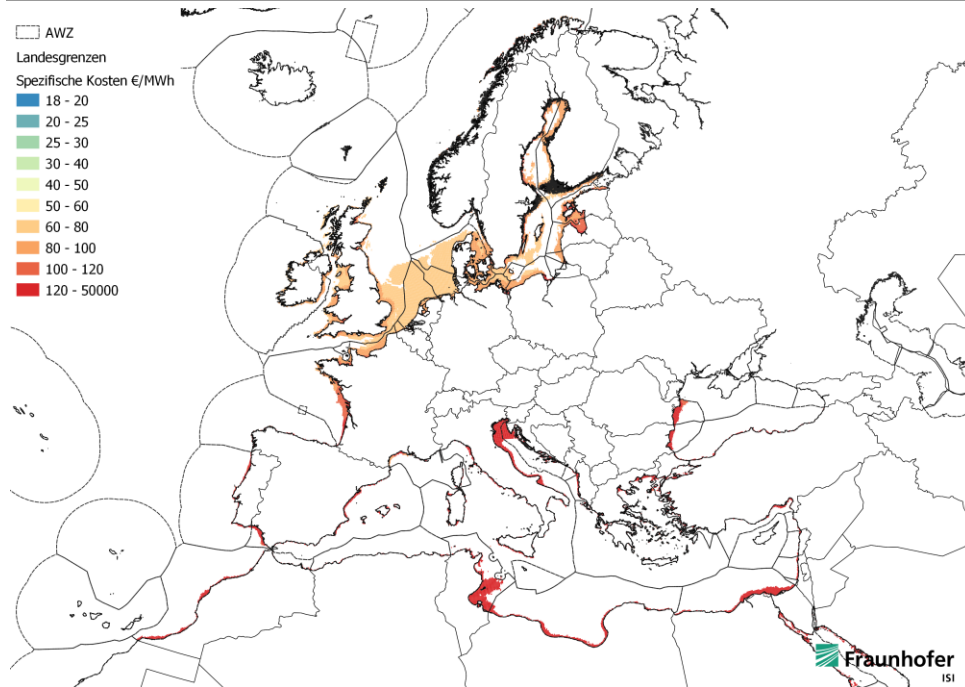 AWZ
Landesgrenzen
Spezifische Kosten €/MWh
18 - 20
20 - 25
25 - 30
30 - 40
40 - 50
50 - 60
60 - 80
80 - 100
100 - 120
120 - 50000
Fraunhofer
ISI